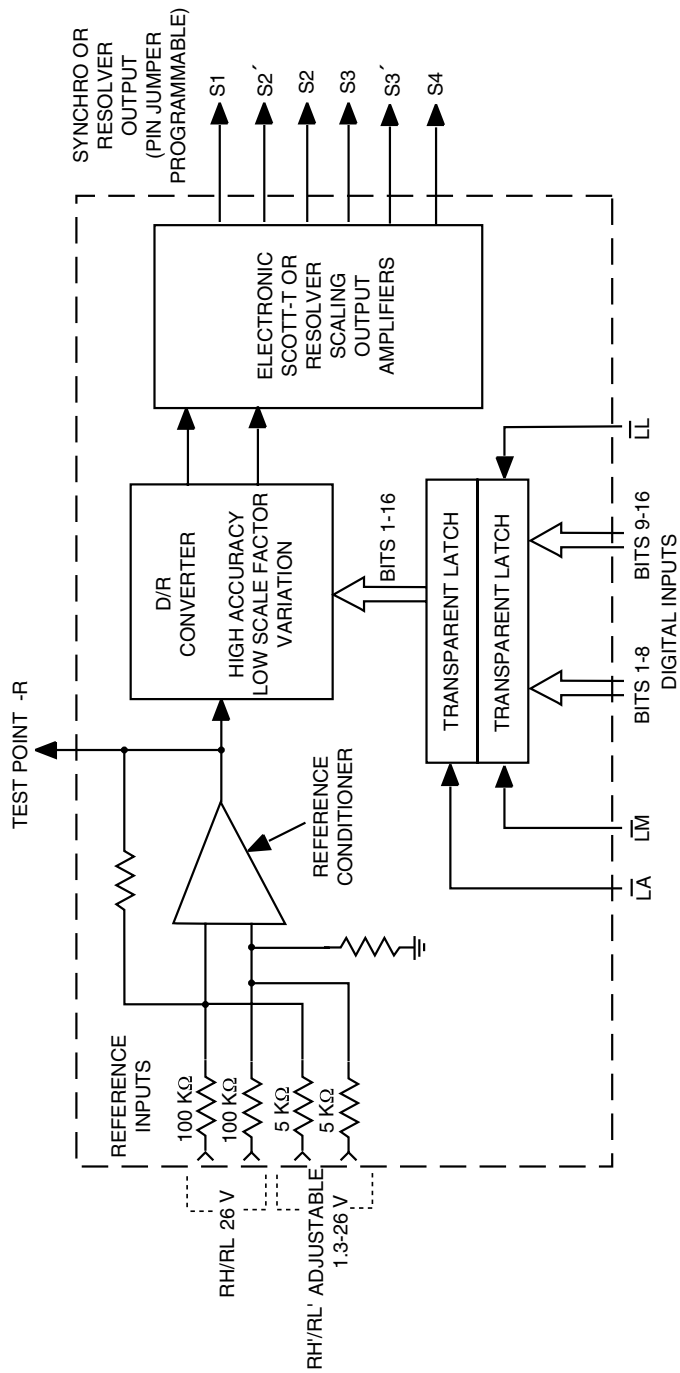 SYNCHRO OR
RESOLVER
OUTPUT
(PIN JUMPER
PROGRAMMABLE)
TEST POINT -R
S1
S2´
S2
S3
S3´
S4
REFERENCE
INPUTS
100 KΩ
100 KΩ
5 KΩ
5 KΩ
RH/RL 26 V
RH'/RL' ADJUSTABLE
1.3-26 V
REFERENCE
CONDITIONER
D/R
CONVERTER
HIGH ACCURACY
LOW SCALE FACTOR
VARIATION
ELECTRONIC
SCOTT-T OR
RESOLVER
SCALING
OUTPUT
AMPLIFIERS
BITS 1-16
TRANSPARENT LATCH
TRANSPARENT LATCH
L̅A
L̅M
BITS 1-8
BITS 9-16
L̅L
DIGITAL INPUTS